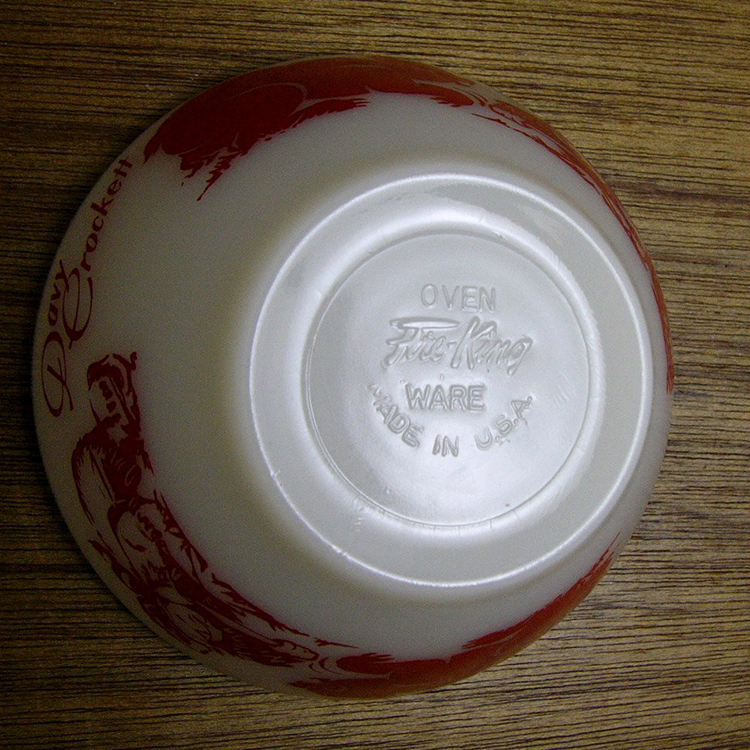 Davy
Crockett
OVEN
Fire-King
WARE
MADE IN U.S.A.